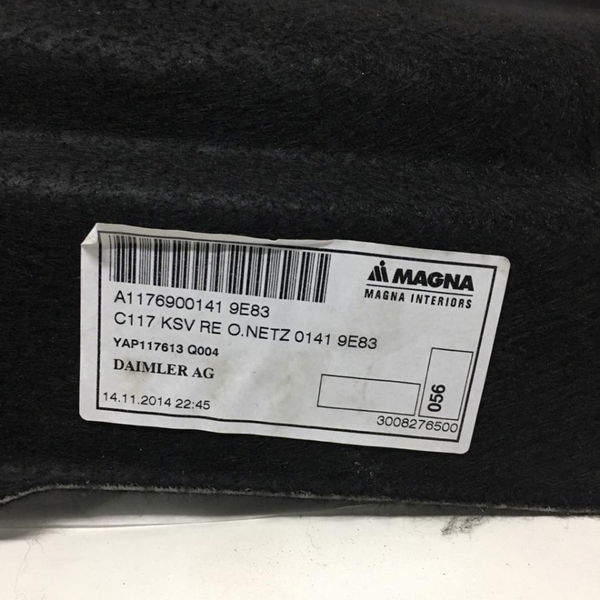 MAGNA
MAGNA INTERIORS
A1176900141 9E83
C117 KSV RE O.NETZ 0141 9E83
YAP117613 Q004
DAIMLER AG
056
14.11.2014 22:45
3008276500